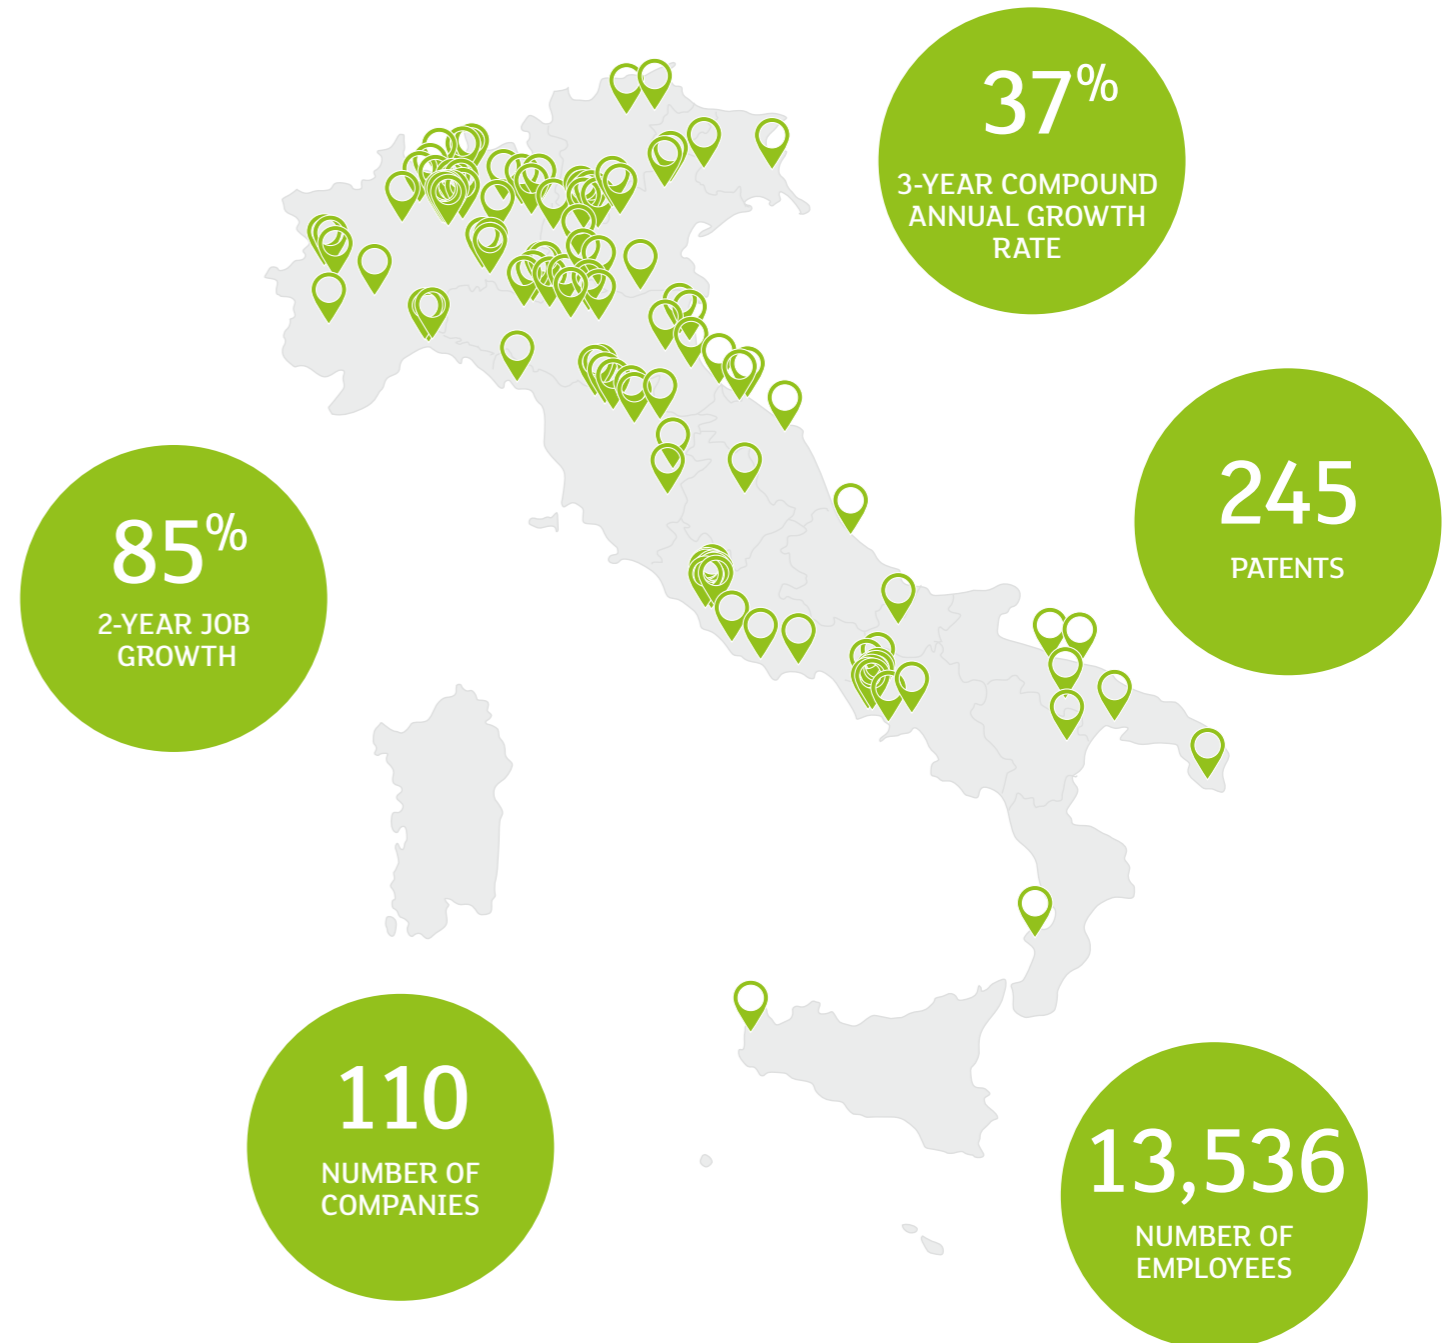 37%
3-YEAR COMPOUND
ANNUAL GROWTH
RATE
245
PATENTS
85%
2-YEAR JOB
GROWTH
110
NUMBER OF
COMPANIES
13,536
NUMBER OF
EMPLOYEES